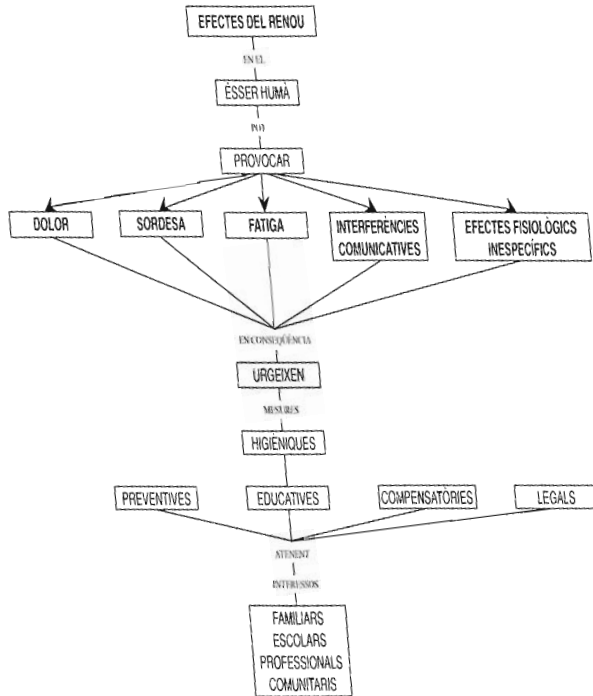 EFECTES DEL RENOU
EN EL
ÉSSER HUMÀ
POT
PROVOCAR
DOLOR
SORDESA
FATIGA
INTERFERÈNCIES
COMUNICATIVES
EFECTES FISIOLÒGICS
INESPECÍFICS
EN CONSEQÜÈNCIA
URGEIXEN
MESURES
HIGIÈNIQUES
PREVENTIVES
EDUCATIVES
COMPENSATÒRIES
LEGALS
ATENENT
INTERESSOS
FAMILIARS
ESCOLARS
PROFESSIONALS
COMUNITARIS